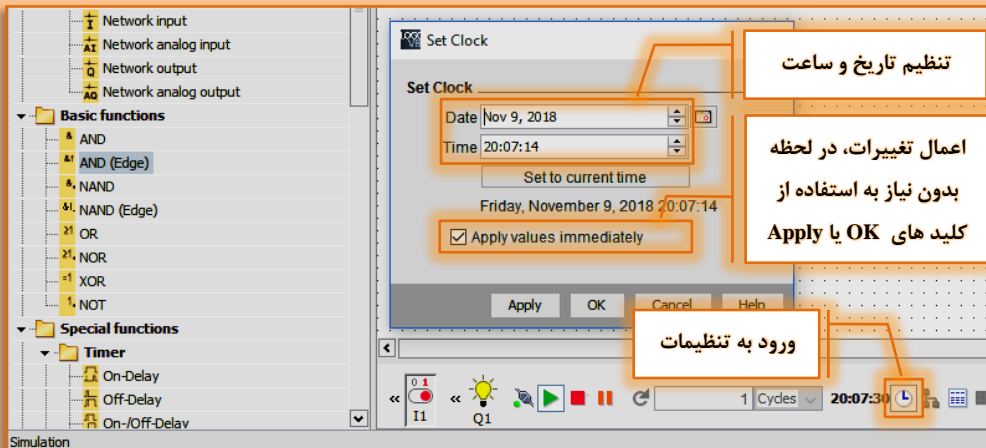 Network input
Network analog input
Network output
Network analog output
Basic functions
AND
AND (Edge)
NAND
NAND (Edge)
OR
NOR
XOR
NOT
Special functions
Timer
On-Delay
Off-Delay
On-/Off-Delay
Simulation
Set Clock
Set Clock
Date Nov 9, 2018
Time 20:07:14
Set to current time
Friday, November 9, 2018 20:07:14
Apply values immediately
Apply OK Cancel Help
تنظیم تاریخ و ساعت
اعمال تغییرات، در لحظه
بدون نیاز به استفاده از
کلید های OK یا Apply
ورود به تنظیمات
« 0 1 « 1 Cycles 20:07:30
I1 Q1